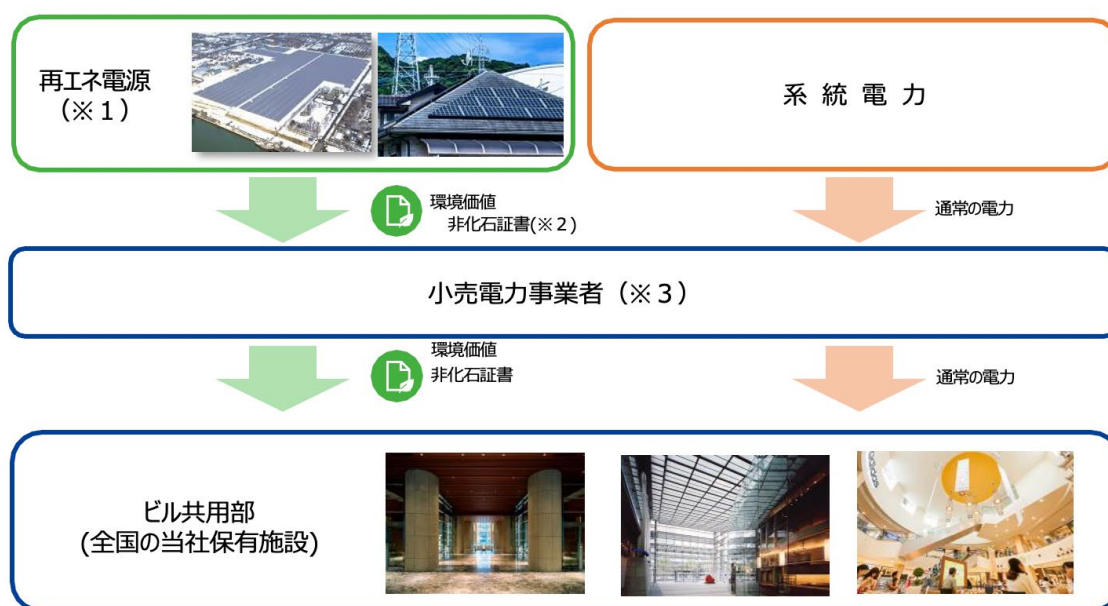 再エネ電源
（※１）
系 統 電 力
環境価値
非化石証書(※２)
通常の電力
小売電力事業者（※３）
環境価値
非化石証書
通常の電力
ビル共用部
(全国の当社保有施設)